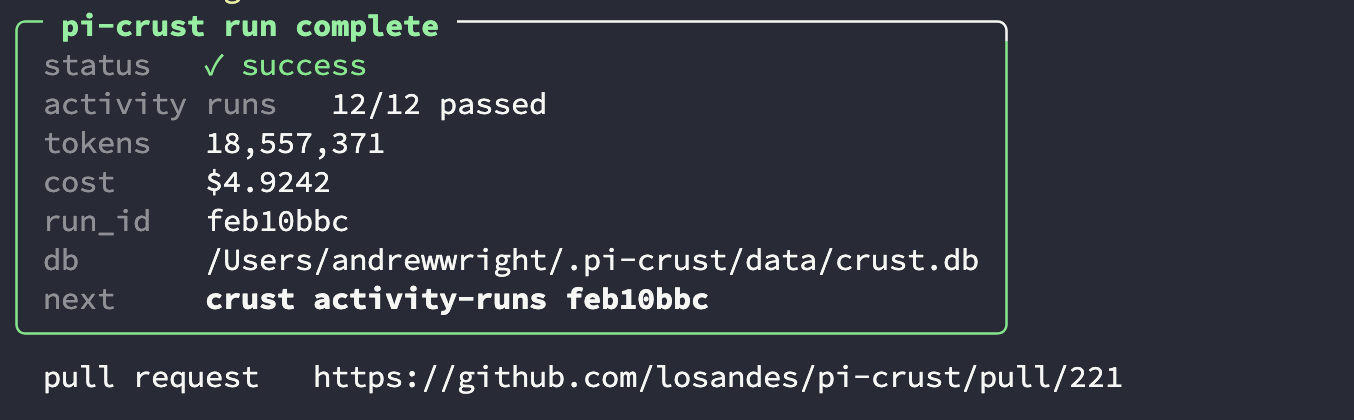 pi-crust run complete
status ✓ success
activity runs 12/12 passed
tokens 18,557,371
cost $4.9242
run_id feb10bbc
db /Users/andrewwright/.pi-crust/data/crust.db
next crust activity-runs feb10bbc
pull request https://github.com/losandes/pi-crust/pull/221